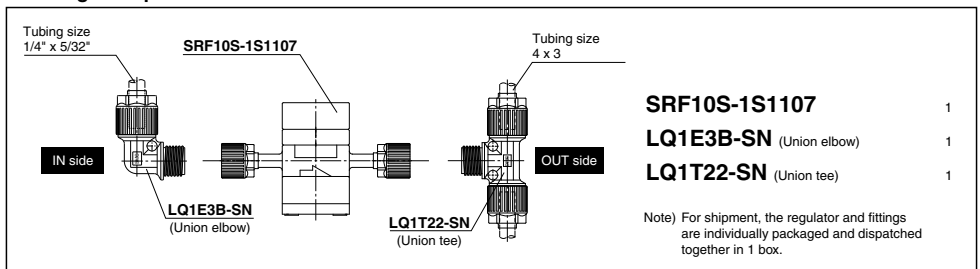 Tubing size
1/4" x 5/32"
SRF10S-1S1107
Tubing size
4 x 3
IN side
OUT side
LQ1E3B-SN
(Union elbow)
LQ1T22-SN
(Union tee)
SRF10S-1S1107 1
LQ1E3B-SN (Union elbow) 1
LQ1T22-SN (Union tee) 1
Note) For shipment, the regulator and fittings
are individually packaged and dispatched
together in 1 box.